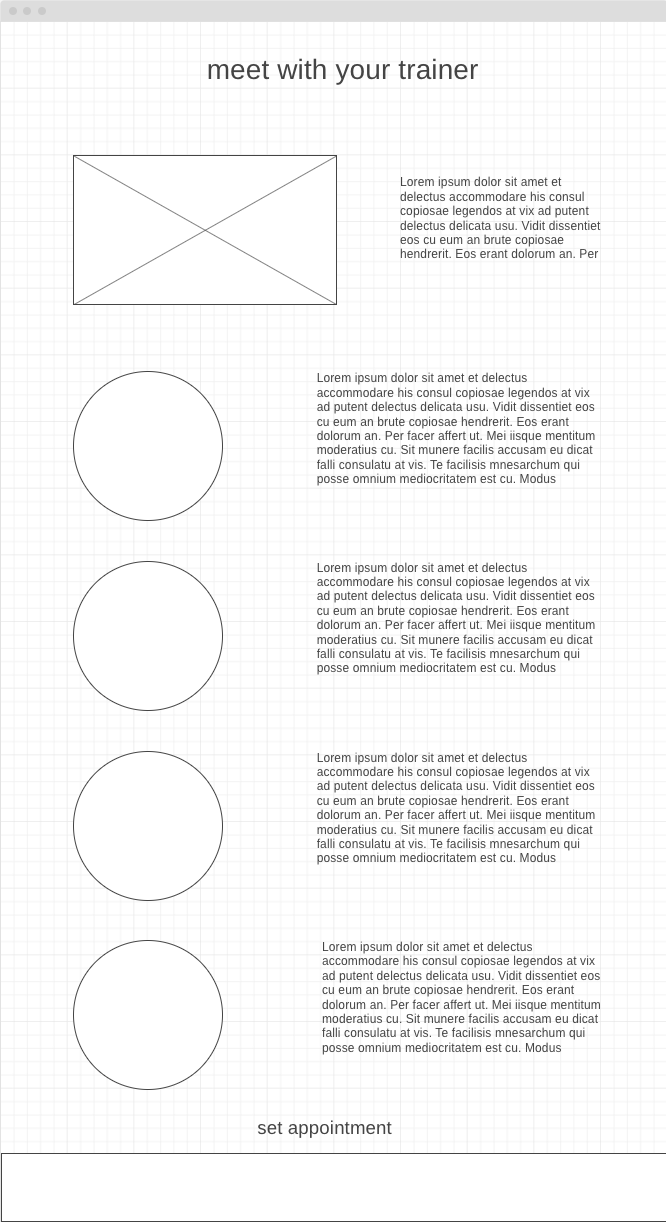 meet with your trainer
Lorem ipsum dolor sit amet et
delectus accommodare his consul
copiosae legendos at vix ad putent
delectus delicata usu. Vidit dissentiet
eos cu eum an brute copiosae
hendrerit. Eos erant dolorum an. Per
Lorem ipsum dolor sit amet et delectus
accommodare his consul copiosae legendos at vix
ad putent delectus delicata usu. Vidit dissentiet eos
cu eum an brute copiosae hendrerit. Eos erant
dolorum an. Per facer affert ut. Mei iisque mentitum
moderatius cu. Sit munere facilis accusam eu dicat
falli consulatu at vis. Te facilisis mnesarchum qui
posse omnium mediocritatem est cu. Modus
Lorem ipsum dolor sit amet et delectus
accommodare his consul copiosae legendos at vix
ad putent delectus delicata usu. Vidit dissentiet eos
cu eum an brute copiosae hendrerit. Eos erant
dolorum an. Per facer affert ut. Mei iisque mentitum
moderatius cu. Sit munere facilis accusam eu dicat
falli consulatu at vis. Te facilisis mnesarchum qui
posse omnium mediocritatem est cu. Modus
Lorem ipsum dolor sit amet et delectus
accommodare his consul copiosae legendos at vix
ad putent delectus delicata usu. Vidit dissentiet eos
cu eum an brute copiosae hendrerit. Eos erant
dolorum an. Per facer affert ut. Mei iisque mentitum
moderatius cu. Sit munere facilis accusam eu dicat
falli consulatu at vis. Te facilisis mnesarchum qui
posse omnium mediocritatem est cu. Modus
Lorem ipsum dolor sit amet et delectus
accommodare his consul copiosae legendos at vix
ad putent delectus delicata usu. Vidit dissentiet eos
cu eum an brute copiosae hendrerit. Eos erant
dolorum an. Per facer affert ut. Mei iisque mentitum
moderatius cu. Sit munere facilis accusam eu dicat
falli consulatu at vis. Te facilisis mnesarchum qui
posse omnium mediocritatem est cu. Modus
set appointment